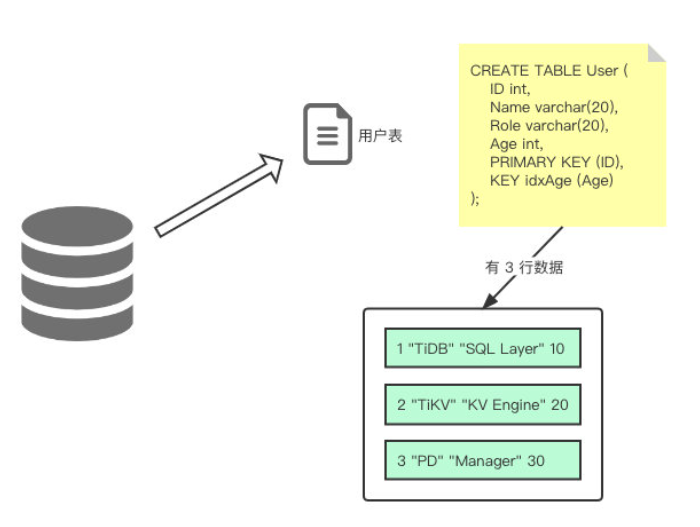 用户表
CREATE TABLE User (
ID int,
Name varchar(20),
Role varchar(20),
Age int,
PRIMARY KEY (ID),
KEY idxAge (Age)
);
有 3 行数据
1 "TiDB" "SQL Layer" 10
2 "TiKV" "KV Engine" 20
3 "PD" "Manager" 30